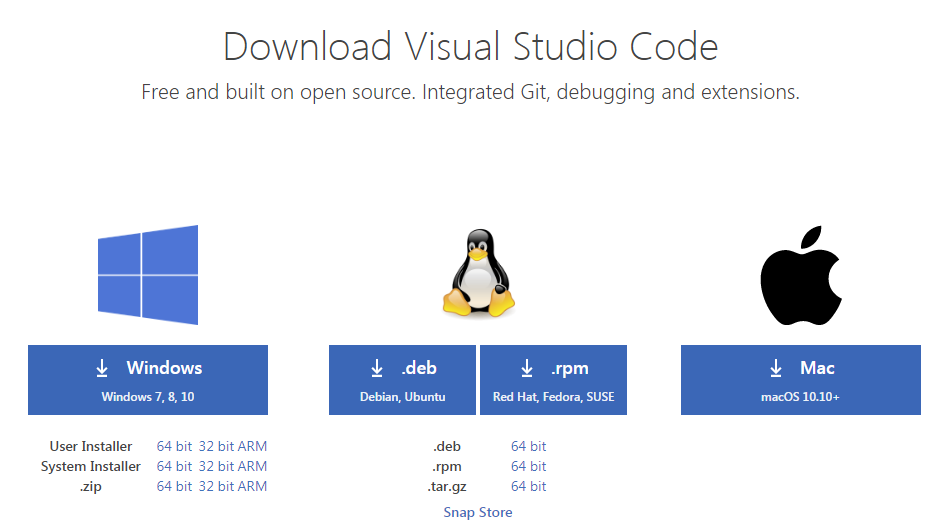 Download Visual Studio Code
Free and built on open source. Integrated Git, debugging and extensions.
Windows
Windows 7, 8, 10
User Installer 64 bit 32 bit ARM
System Installer 64 bit 32 bit ARM
.zip 64 bit 32 bit ARM
.deb
Debian, Ubuntu
.rpm
Red Hat, Fedora, SUSE
.deb 64 bit
.rpm 64 bit
.tar.gz 64 bit
Snap Store
Mac
macOS 10.10+